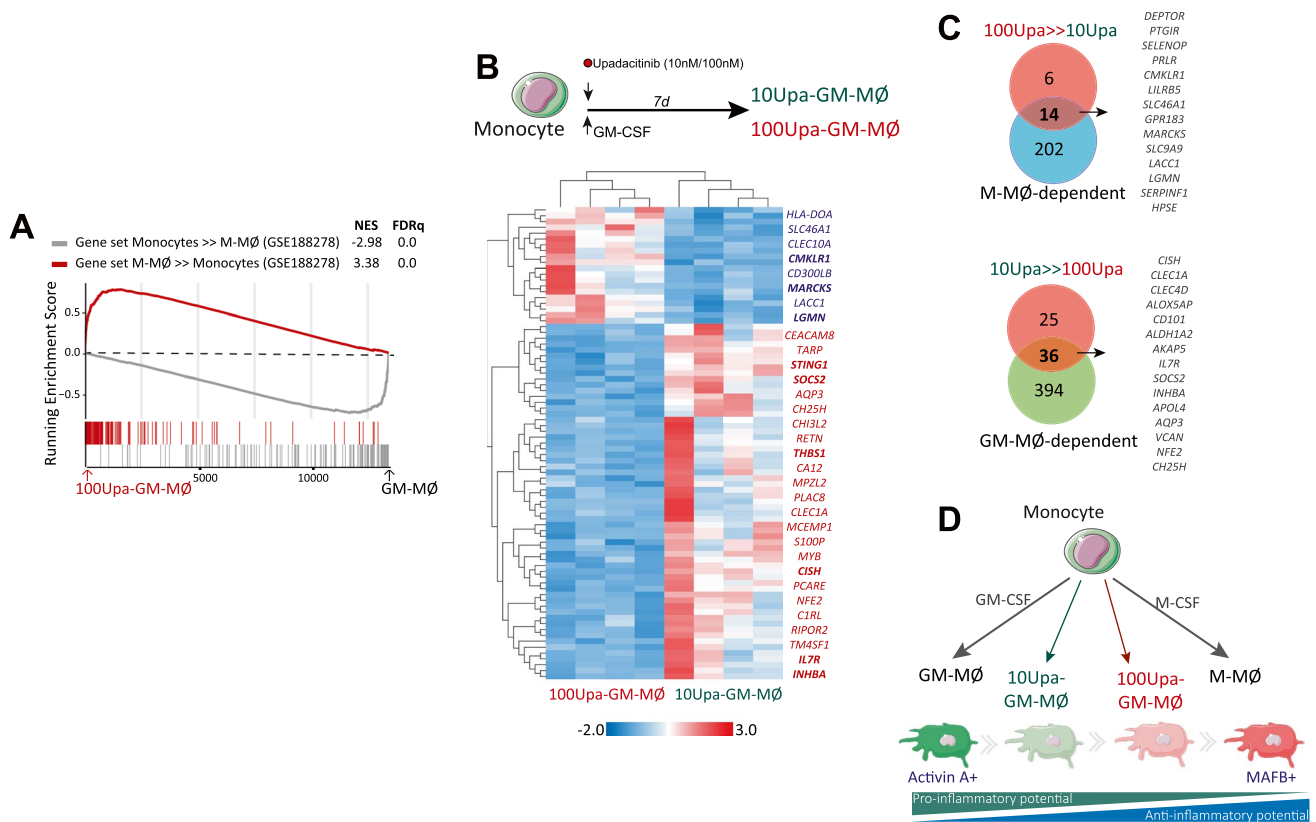 A
NES FDRq
Gene set Monocytes >> M-MØ (GSE188278) -2.98 0.0
Gene set M-MØ >> Monocytes (GSE188278) 3.38 0.0
Running Enrichment Score
0.5
0.0
−0.5
5000 10000
100Upa-GM-MØ GM-MØ
B
Upadacitinib (10nM/100nM)
7d
Monocyte
GM-CSF
10Upa-GM-MØ
100Upa-GM-MØ
HLA-DOA
SLC46A1
CLEC10A
CMKLR1
CD300LB
MARCKS
LACC1
LGMN
CEACAM8
TARP
STING1
SOCS2
AQP3
CH25H
CHI3L2
RETN
THBS1
CA12
MPZL2
PLAC8
CLEC1A
MCEMP1
S100P
MYB
CISH
PCARE
NFE2
C1RL
RIPOR2
TM4SF1
IL7R
INHBA
100Upa-GM-MØ 10Upa-GM-MØ
-2.0 3.0
C
100Upa>>10Upa
6
14
202
M-MØ-dependent
DEPTOR
PTGIR
SELENOP
PRLR
CMKLR1
LILRB5
SLC46A1
GPR183
MARCKS
SLC9A9
LACC1
LGMN
SERPINF1
HPSE
10Upa>>100Upa
25
36
394
GM-MØ-dependent
CISH
CLEC1A
CLEC4D
ALOX5AP
CD101
ALDH1A2
AKAP5
IL7R
SOCS2
INHBA
APOL4
AQP3
VCAN
NFE2
CH25H
D
Monocyte
GM-CSF M-CSF
GM-MØ
10Upa-
GM-MØ
100Upa-
GM-MØ
M-MØ
Activin A+ MAFB+
Pro-inflammatory potential
Anti-inflammatory potential